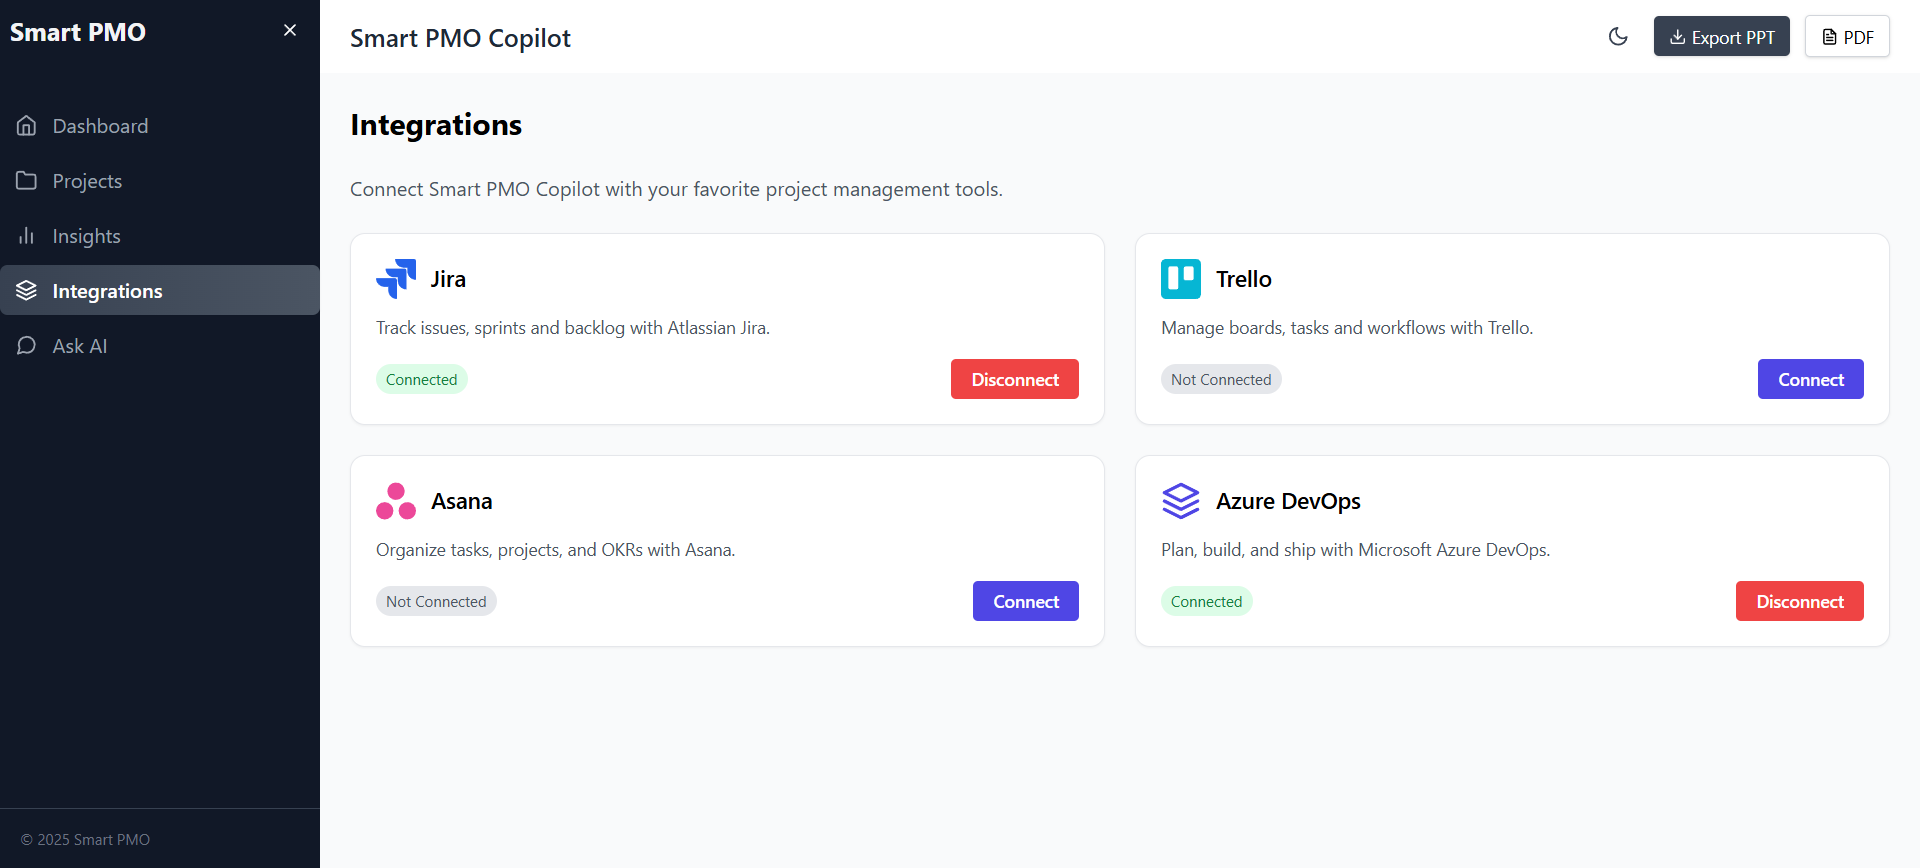 Smart PMO
Dashboard
Projects
Insights
Integrations
Ask AI
© 2025 Smart PMO
Smart PMO Copilot
Export PPT
PDF
Integrations
Connect Smart PMO Copilot with your favorite project management tools.
Jira
Track issues, sprints and backlog with Atlassian Jira.
Connected
Disconnect
Trello
Manage boards, tasks and workflows with Trello.
Not Connected
Connect
Asana
Organize tasks, projects, and OKRs with Asana.
Not Connected
Connect
Azure DevOps
Plan, build, and ship with Microsoft Azure DevOps.
Connected
Disconnect